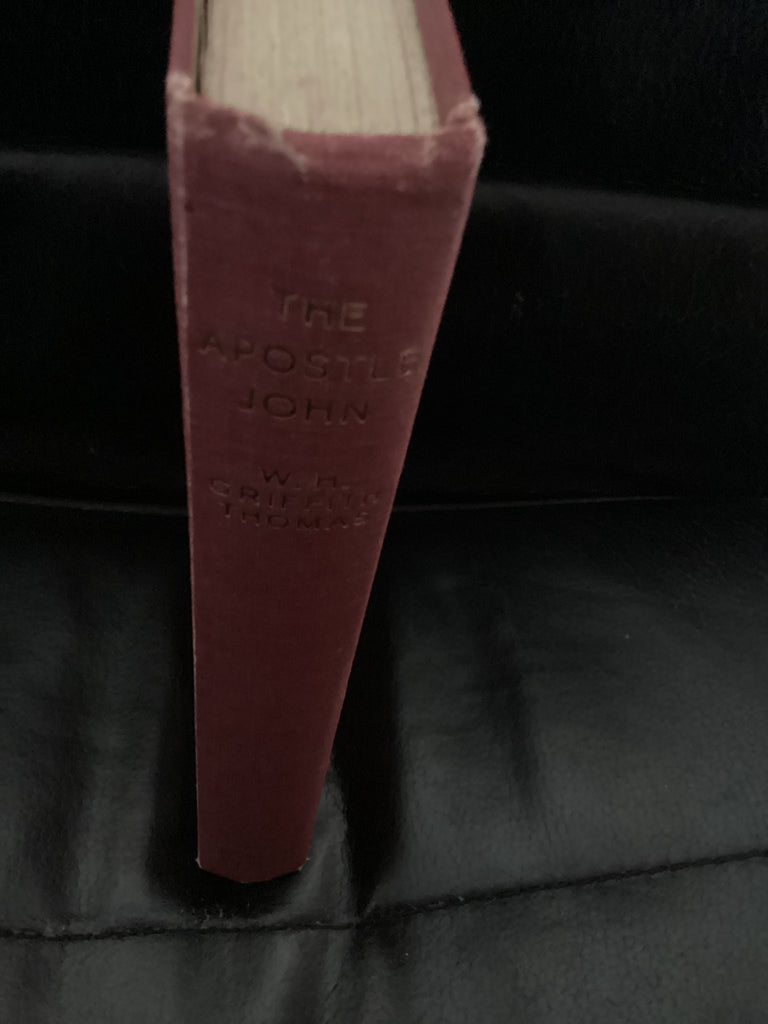 THE
APOSTLE
JOHN
W. H.
GRIFFITH
THOMAS